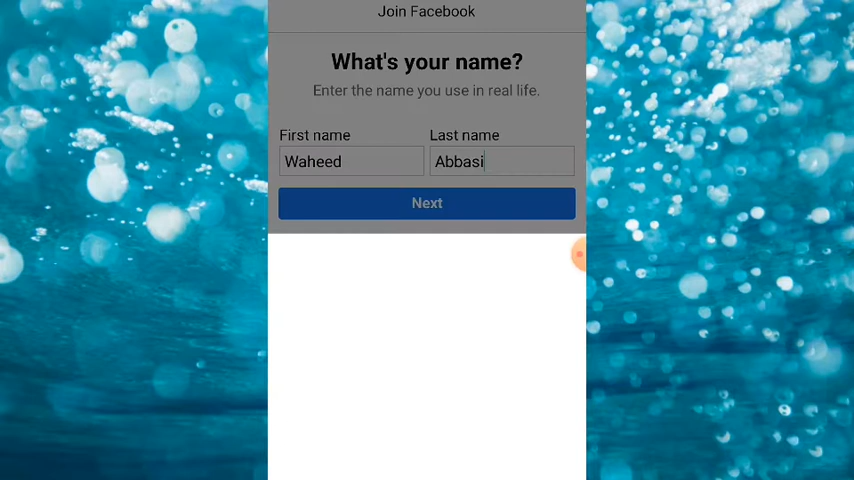 Join Facebook
What's your name?
Enter the name you use in real life.
First name Last name
Waheed Abbasi
Next